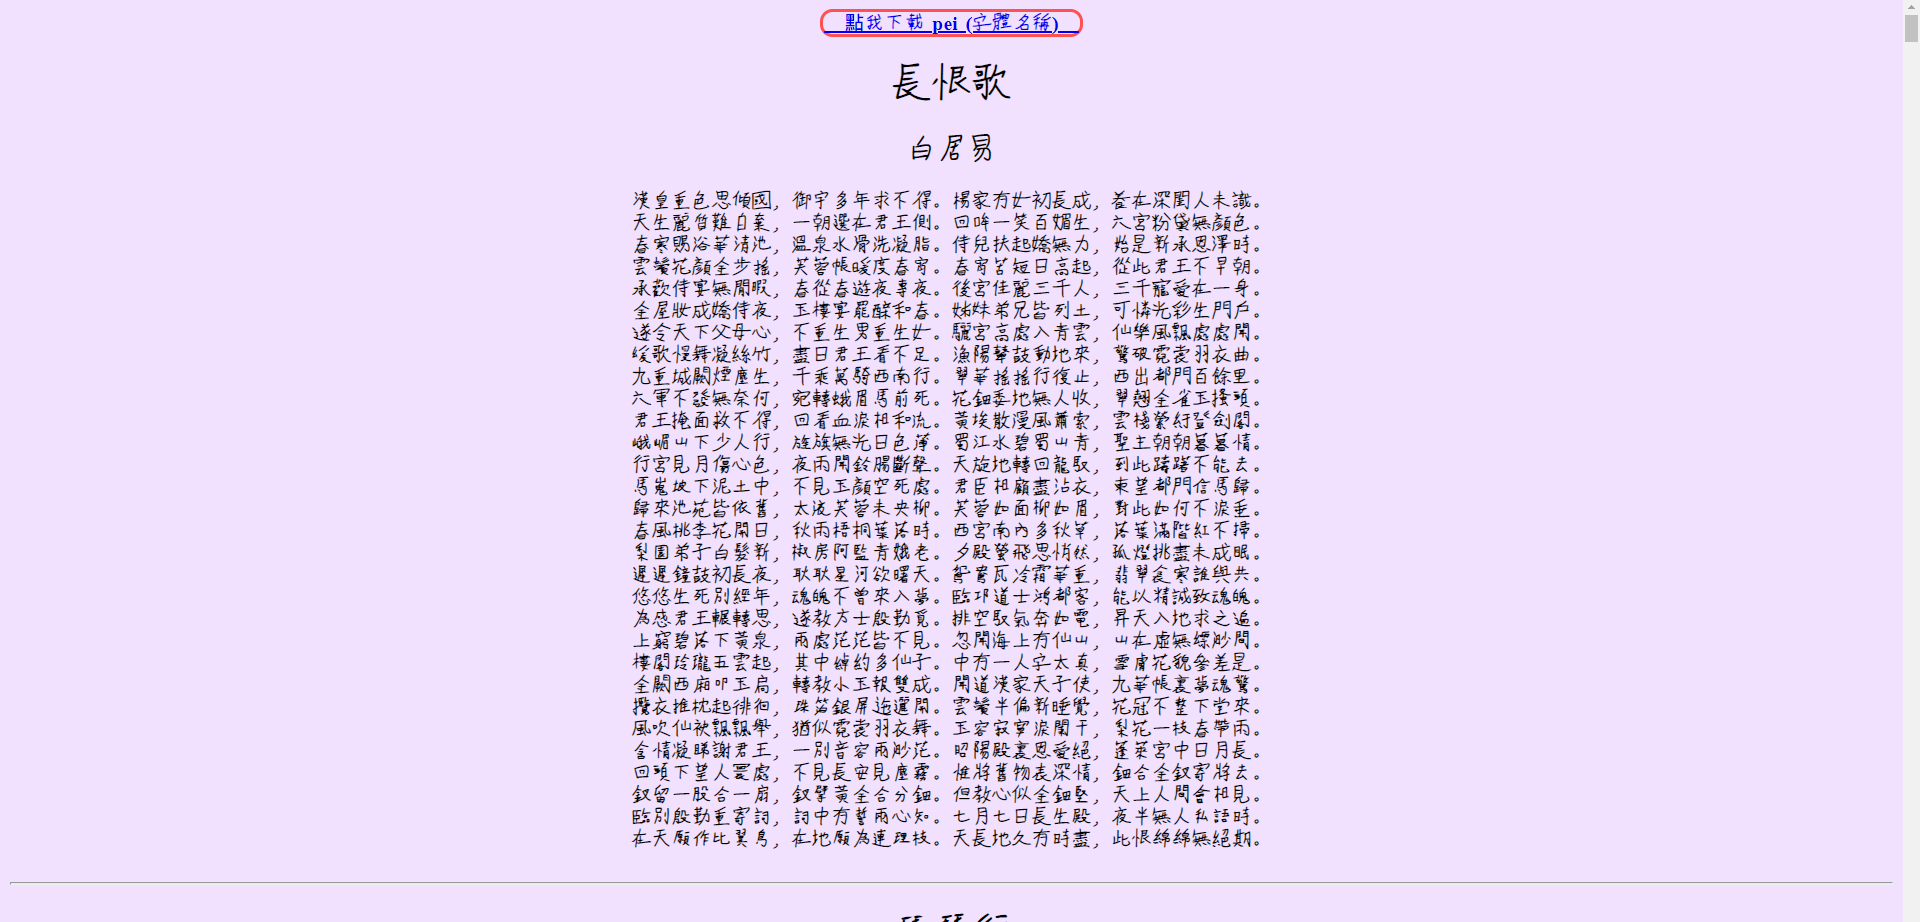 點我下載 pei (字體名稱)
長恨歌
白居易
漢皇重色思傾國, 御宇多年求不得。楊家有女初長成, 養在深閨人未識。
天生麗質難自棄, 一朝選在君王側。回眸一笑百媚生, 六宮粉黛無顏色。
春寒賜浴華清池, 溫泉水滑洗凝脂。侍兒扶起嬌無力, 始是新承恩澤時。
雲鬢花顏金步搖, 芙蓉帳暖度春宵。春宵苦短日高起, 從此君王不早朝。
承歡侍宴無閒暇, 春從春遊夜專夜。後宮佳麗三千人, 三千寵愛在一身。
金屋妝成嬌侍夜, 玉樓宴罷醉和春。姊妹弟兄皆列土, 可憐光彩生門戶。
遂令天下父母心, 不重生男重生女。驪宮高處入青雲, 仙樂風飄處處聞。
緩歌慢舞凝絲竹, 盡日君王看不足。漁陽鼙鼓動地來, 驚破霓裳羽衣曲。
九重城闕煙塵生, 千乘萬騎西南行。翠華搖搖行復止, 西出都門百餘里。
六軍不發無奈何, 宛轉蛾眉馬前死。花鈿委地無人收, 翠翹金雀玉搔頭。
君王掩面救不得, 回看血淚相和流。黃埃散漫風蕭索, 雲棧縈紆登劍閣。
峨嵋山下少人行, 旌旗無光日色薄。蜀江水碧蜀山青, 聖主朝朝暮暮情。
行宮見月傷心色, 夜雨聞鈴腸斷聲。天旋地轉回龍馭, 到此躊躇不能去。
馬嵬坡下泥土中, 不見玉顏空死處。君臣相顧盡沾衣, 東望都門信馬歸。
歸來池苑皆依舊, 太液芙蓉未央柳。芙蓉如面柳如眉, 對此如何不淚垂。
春風桃李花開日, 秋雨梧桐葉落時。西宮南內多秋草, 落葉滿階紅不掃。
梨園弟子白髮新, 椒房阿監青娥老。夕殿螢飛思悄然, 孤燈挑盡未成眠。
遲遲鐘鼓初長夜, 耿耿星河欲曙天。鴛鴦瓦冷霜華重, 翡翠衾寒誰與共。
悠悠生死別經年, 魂魄不曾來入夢。臨邛道士鴻都客, 能以精誠致魂魄。
為感君王輾轉思, 遂教方士殷勤覓。排空馭氣奔如電, 昇天入地求之遍。
上窮碧落下黃泉, 兩處茫茫皆不見。忽聞海上有仙山, 山在虛無縹緲間。
樓閣玲瓏五雲起, 其中綽約多仙子。中有一人字太真, 雪膚花貌參差是。
金闕西廂叩玉扃, 轉教小玉報雙成。聞道漢家天子使, 九華帳裏夢魂驚。
攬衣推枕起徘徊, 珠箔銀屏迤邐開。雲鬢半偏新睡覺, 花冠不整下堂來。
風吹仙袂飄飄舉, 猶似霓裳羽衣舞。玉容寂寞淚闌干, 梨花一枝春帶雨。
含情凝睇謝君王, 一別音容兩緲茫。昭陽殿裏恩愛絕, 蓬萊宮中日月長。
回頭下望人寰處, 不見長安見塵霧。惟將舊物表深情, 鈿合金釵寄將去。
釵留一股合一扇, 釵擘黃金合分鈿。但教心似金鈿堅, 天上人間會相見。
臨別殷勤重寄詞, 詞中有誓兩心知。七月七日長生殿, 夜半無人私語時。
在天願作比翼鳥, 在地願為連理枝。天長地久有時盡, 此恨綿綿無絕期。